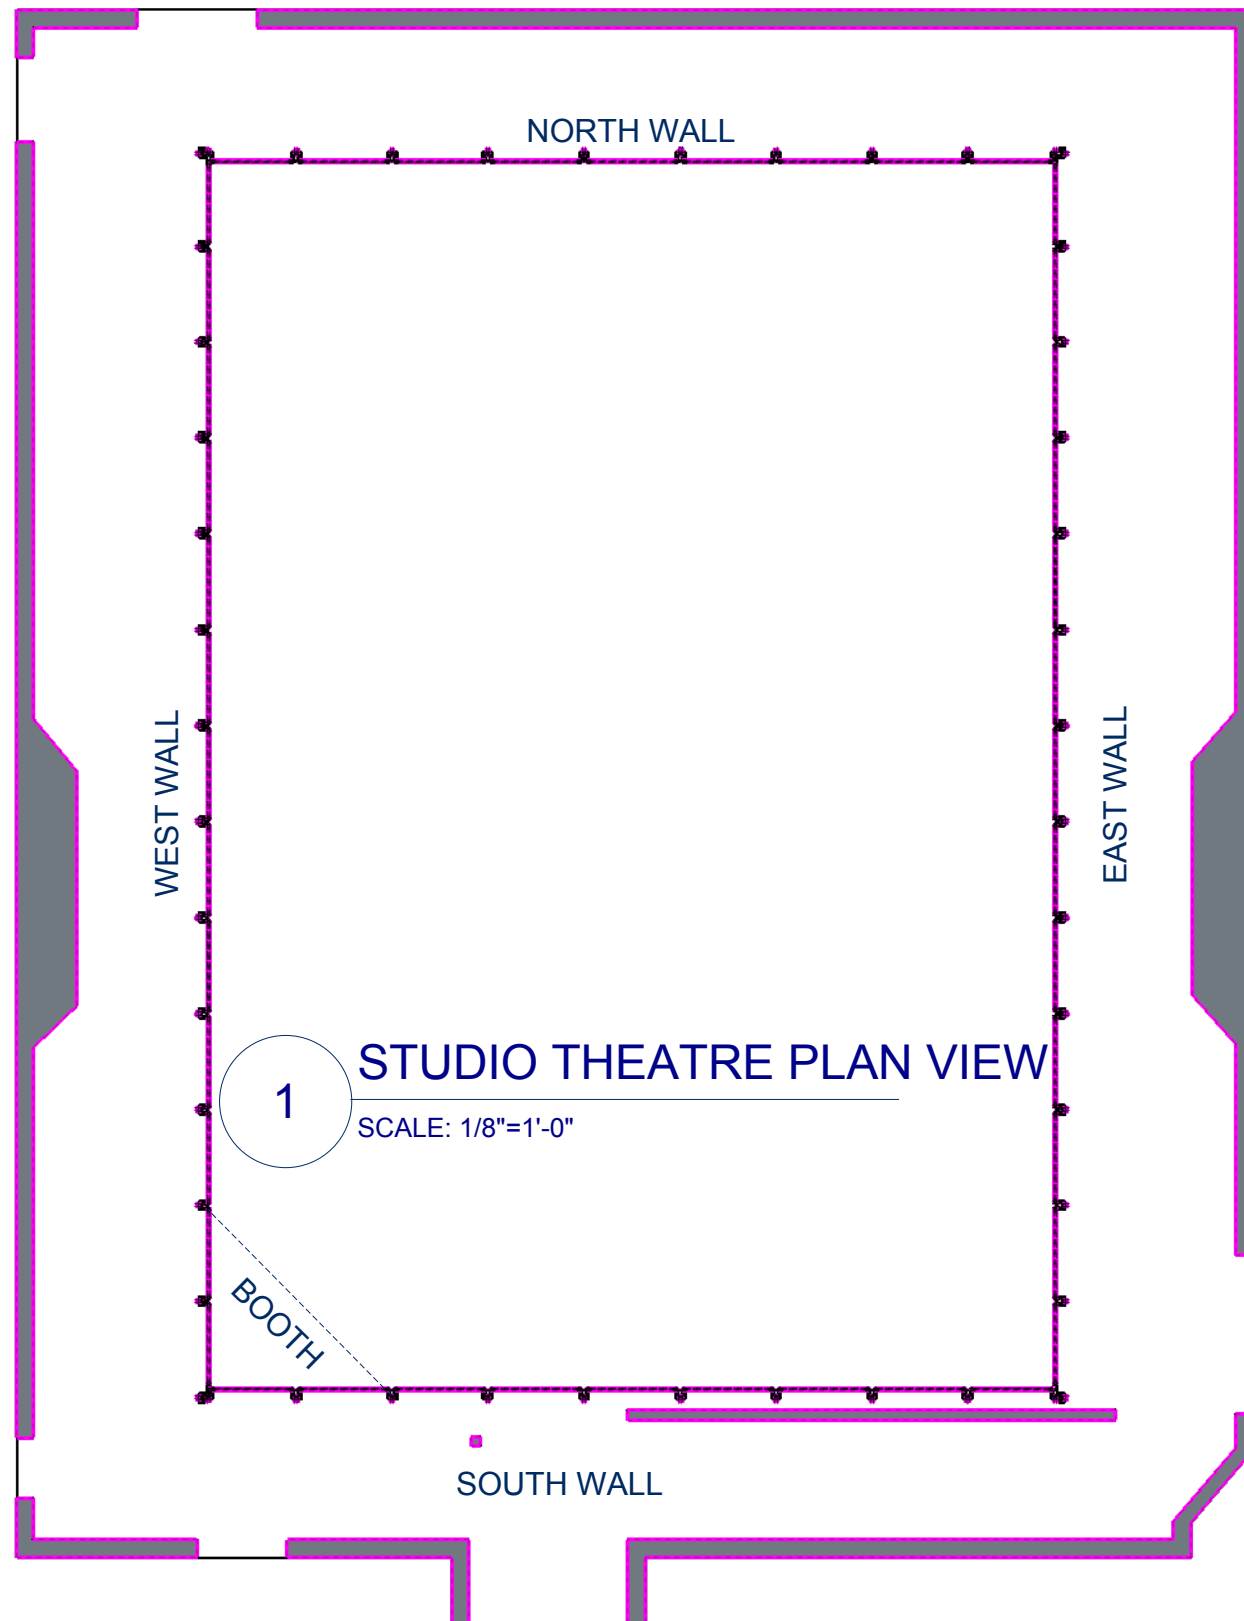 NORTH WALL
WEST WALL
EAST WALL
1
STUDIO THEATRE PLAN VIEW
SCALE: 1/8"=1'-0"
BOOTH
SOUTH WALL